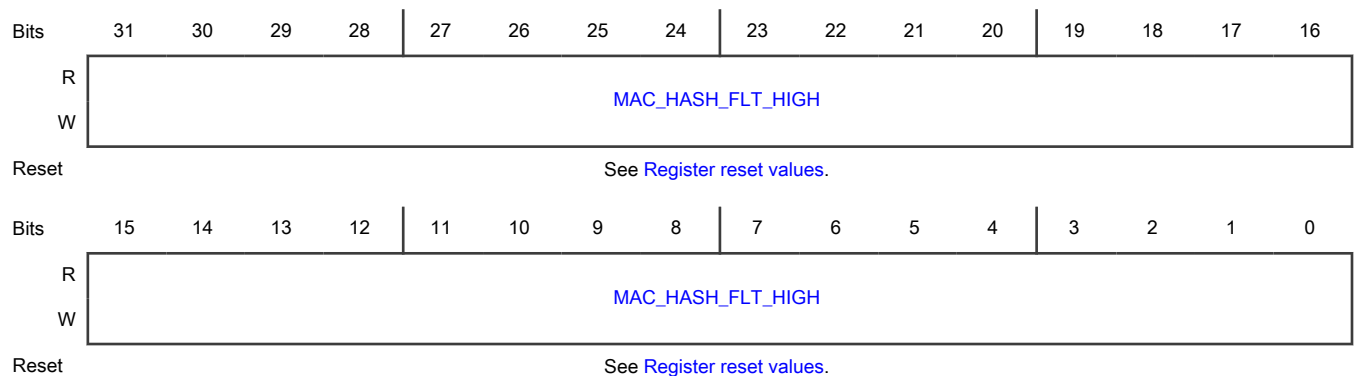 Bits 31 30 29 28 27 26 25 24 23 22 21 20 19 18 17 16
R
MAC_HASH_FLT_HIGH
W
Reset See Register reset values.
Bits 15 14 13 12 11 10 9 8 7 6 5 4 3 2 1 0
R
MAC_HASH_FLT_HIGH
W
Reset See Register reset values.